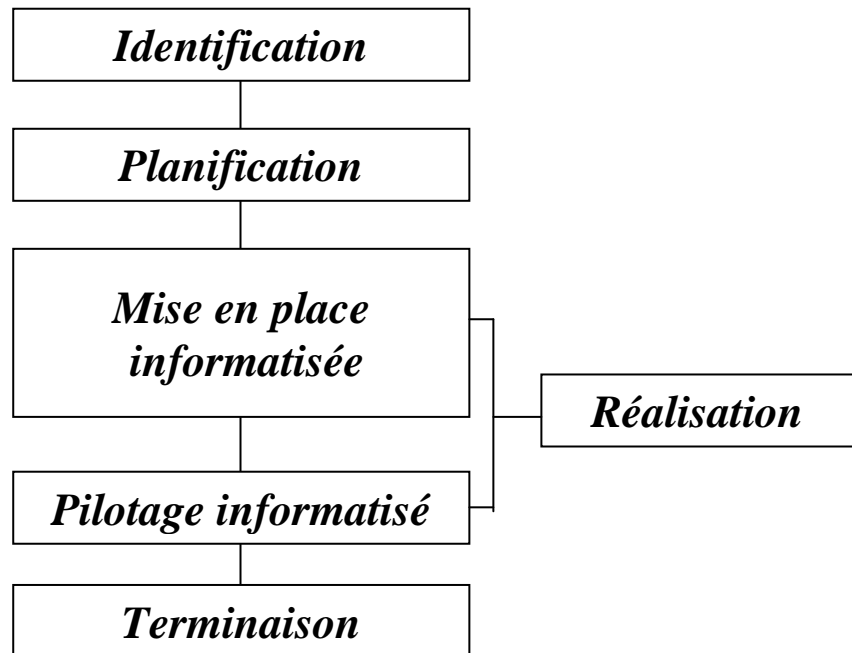 Identification
Planification
Mise en place
informatisée
Réalisation
Pilotage informatisé
Terminaison